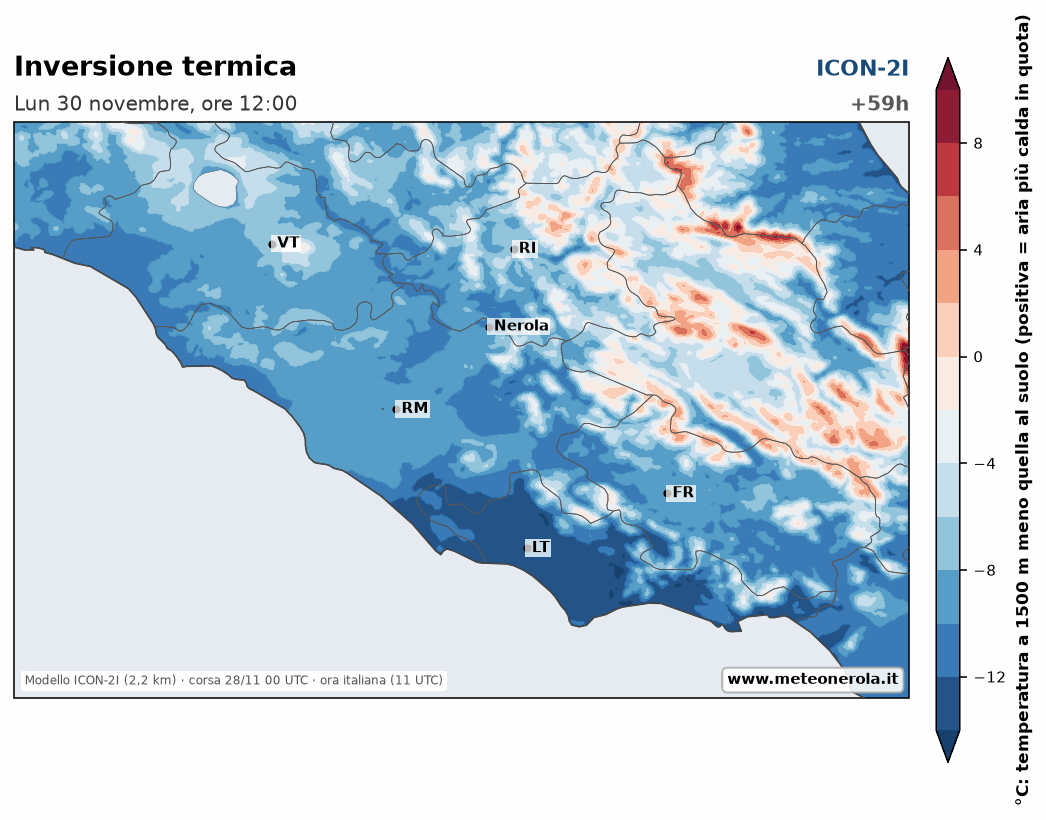 Inversione termica
ICON-2I
Lun 30 novembre, ore 12:00
+59h
VT
RI
Nerola
RM
FR
LT
Modello ICON-2I (2,2 km) · corsa 28/11 00 UTC · ora italiana (11 UTC)
www.meteonerola.it
8
4
0
−4
−8
−12
°C: temperatura a 1500 m meno quella al suolo (positiva = aria più calda in quota)